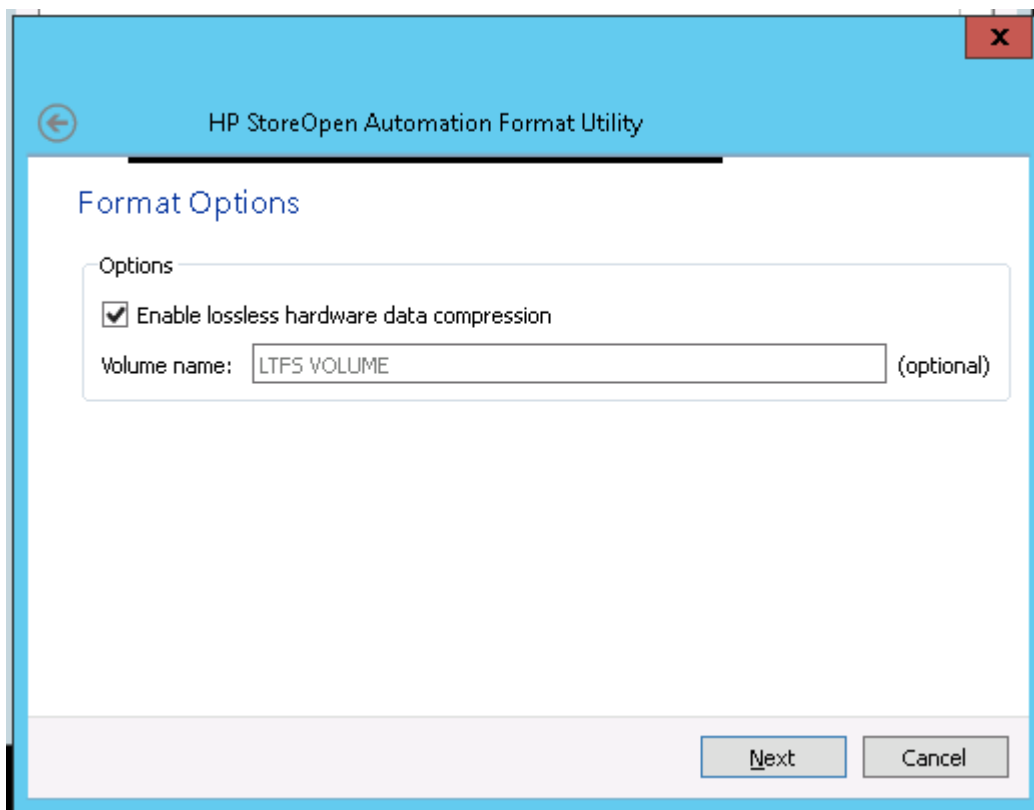 X
HP StoreOpen Automation Format Utility
Format Options
Options
Enable lossless hardware data compression
Volume name: LTFS VOLUME (optional)
Next Cancel